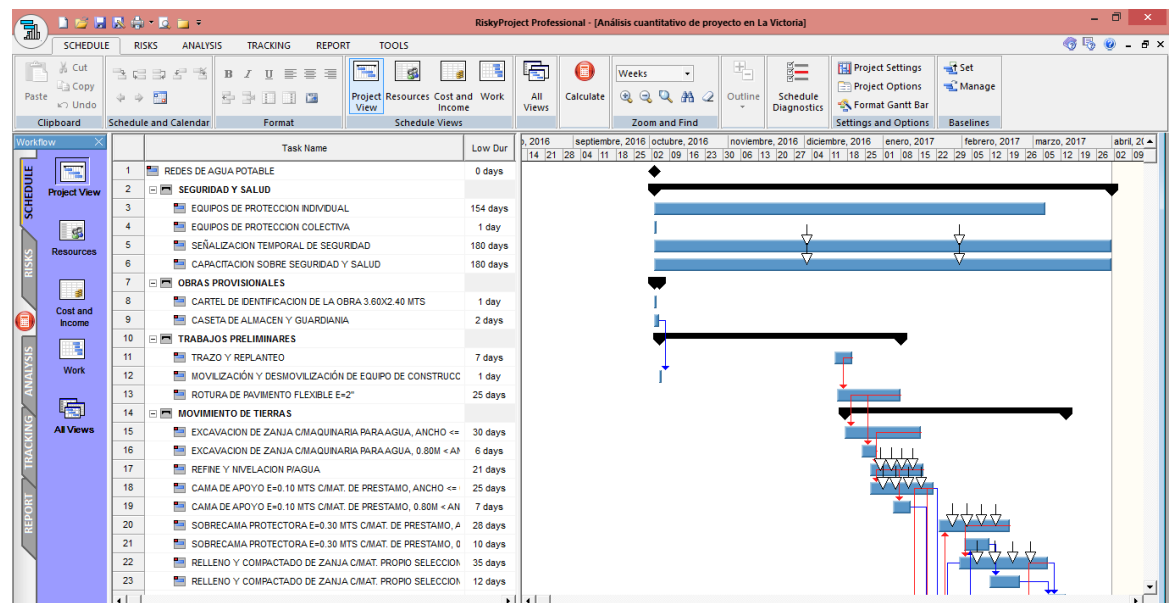 RiskyProject Professional - [Análisis cuantitativo de proyecto en La Victoria]
SCHEDULE RISKS ANALYSIS TRACKING REPORT TOOLS
Paste
Cut
Copy
Undo
Clipboard
Schedule and Calendar
B I U
Format
Project View
Resources
Cost and Income
Work
Schedule Views
All Views
Calculate
Weeks
Zoom and Find
Outline
Schedule Diagnostics
Project Settings
Project Options
Format Gantt Bar
Settings and Options
Set
Manage
Baselines
Workflow
SCHEDULE
RISKS
ANALYSIS
TRACKING
REPORT
Project View
Resources
Cost and Income
Work
All Views
Task Name Low Dur
1 REDES DE AGUA POTABLE 0 days
2 SEGURIDAD Y SALUD
3 EQUIPOS DE PROTECCION INDIVIDUAL 154 days
4 EQUIPOS DE PROTECCION COLECTIVA 1 day
5 SEÑALIZACION TEMPORAL DE SEGURIDAD 180 days
6 CAPACITACION SOBRE SEGURIDAD Y SALUD 180 days
7 OBRAS PROVISIONALES
8 CARTEL DE IDENTIFICACION DE LA OBRA 3.60X2.40 MTS 1 day
9 CASETA DE ALMACEN Y GUARDIANIA 2 days
10 TRABAJOS PRELIMINARES
11 TRAZO Y REPLANTEO 7 days
12 MOVILIZACIÓN Y DESMOVILIZACIÓN DE EQUIPO DE CONSTRUCC 1 day
13 ROTURA DE PAVIMENTO FLEXIBLE E=2" 25 days
14 MOVIMIENTO DE TIERRAS
15 EXCAVACION DE ZANJA C/MAQUINARIA PARA AGUA, ANCHO <= 30 days
16 EXCAVACION DE ZANJA C/MAQUINARIA PARA AGUA, 0.80M < AN 6 days
17 REFINE Y NIVELACION P/AGUA 21 days
18 CAMA DE APOYO E=0.10 MTS C/MAT. DE PRESTAMO, ANCHO <= 25 days
19 CAMA DE APOYO E=0.10 MTS C/MAT. DE PRESTAMO, 0.80M < AN 7 days
20 SOBRECAMA PROTECTORA E=0.30 MTS C/MAT. DE PRESTAMO, A 28 days
21 SOBRECAMA PROTECTORA E=0.30 MTS C/MAT. DE PRESTAMO, 0 10 days
22 RELLENO Y COMPACTADO DE ZANJA C/MAT. PROPIO SELECCION 35 days
23 RELLENO Y COMPACTADO DE ZANJA C/MAT. PROPIO SELECCION 12 days
, 2016 septiembre, 2016 octubre, 2016 noviembre, 2016 diciembre, 2016 enero, 2017 febrero, 2017 marzo, 2017 abril, 20
14 21 28 04 11 18 25 02 09 16 23 30 06 13 20 27 04 11 18 25 01 08 15 22 29 05 12 19 26 05 12 19 26 02 09